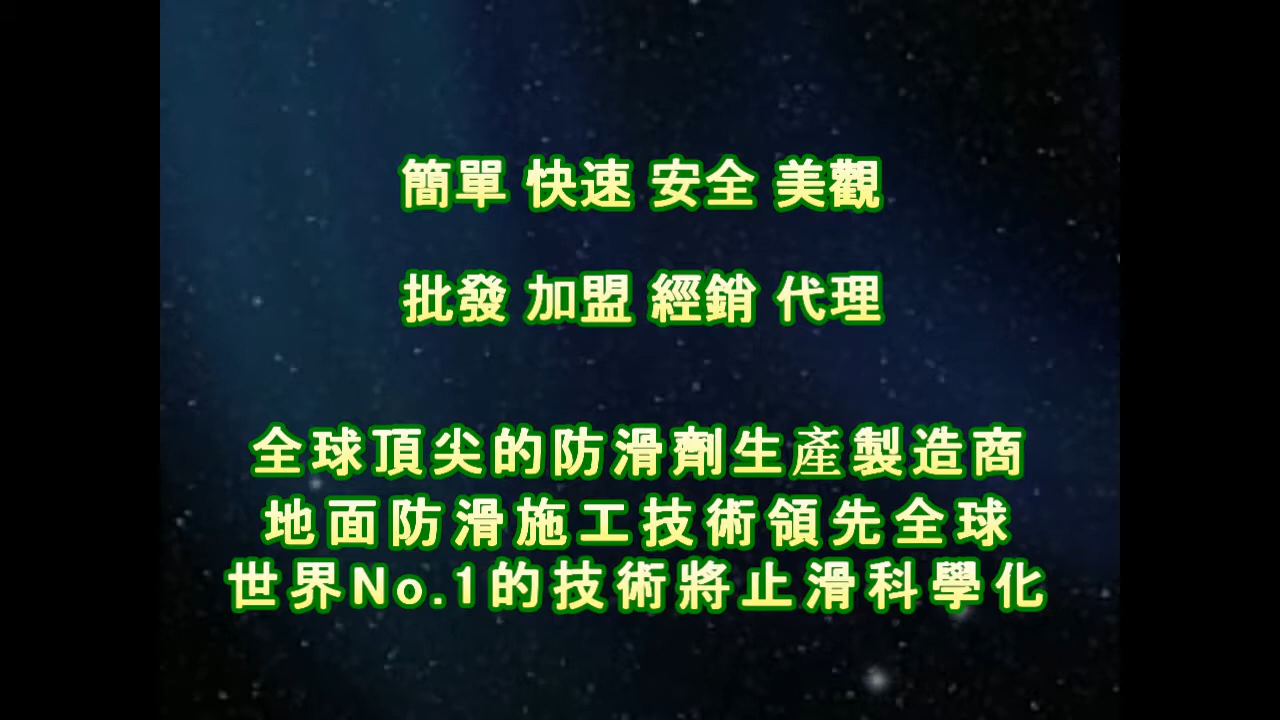 簡單 快速 安全 美觀
批發 加盟 經銷 代理
全球頂尖的防滑劑生產製造商
地面防滑施工技術領先全球
世界No.1的技術將止滑科學化